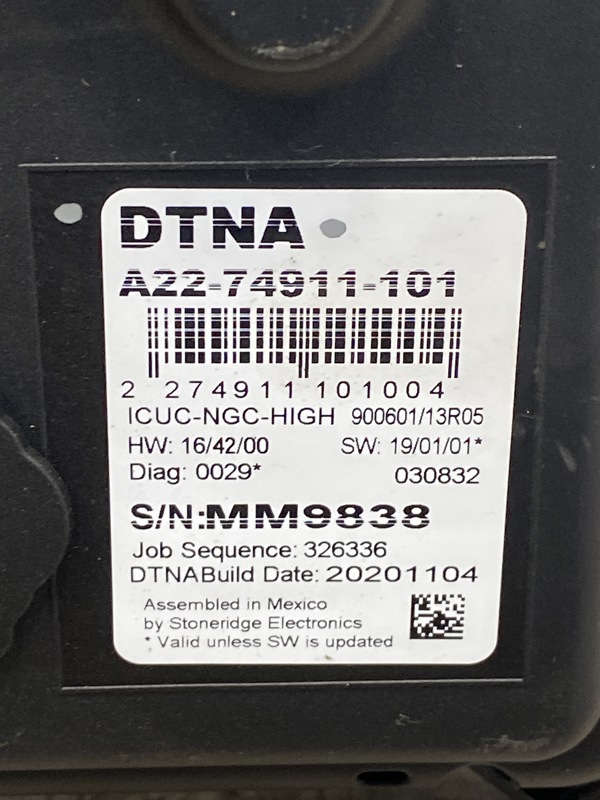 DTNA
A22-74911-101
2 274911 101004
ICUC-NGC-HIGH 900601/13R05
HW: 16/42/00 SW: 19/01/01*
Diag: 0029* 030832
S/N:MM9838
Job Sequence: 326336
DTNABuild Date: 20201104
Assembled in Mexico
by Stoneridge Electronics
* Valid unless SW is updated